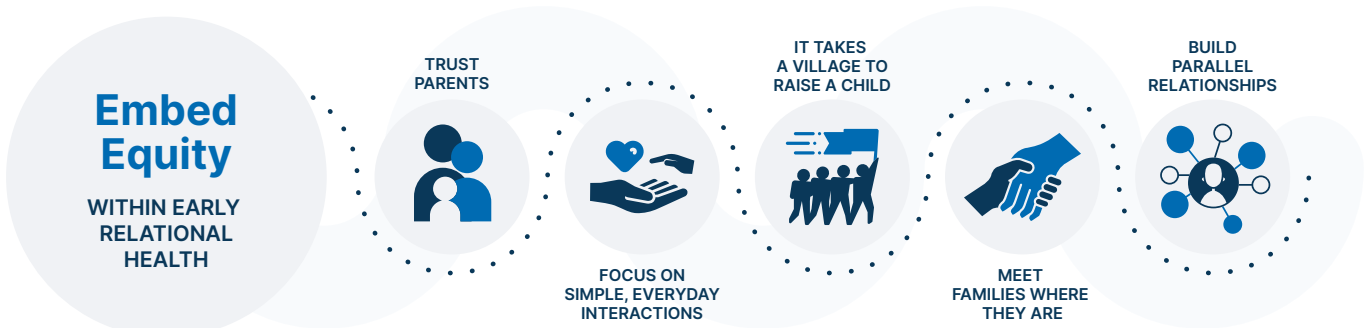 Embed
Equity
WITHIN EARLY
RELATIONAL
HEALTH
TRUST
PARENTS
FOCUS ON
SIMPLE, EVERYDAY
INTERACTIONS
IT TAKES
A VILLAGE TO
RAISE A CHILD
MEET
FAMILIES WHERE
THEY ARE
BUILD
PARALLEL
RELATIONSHIPS